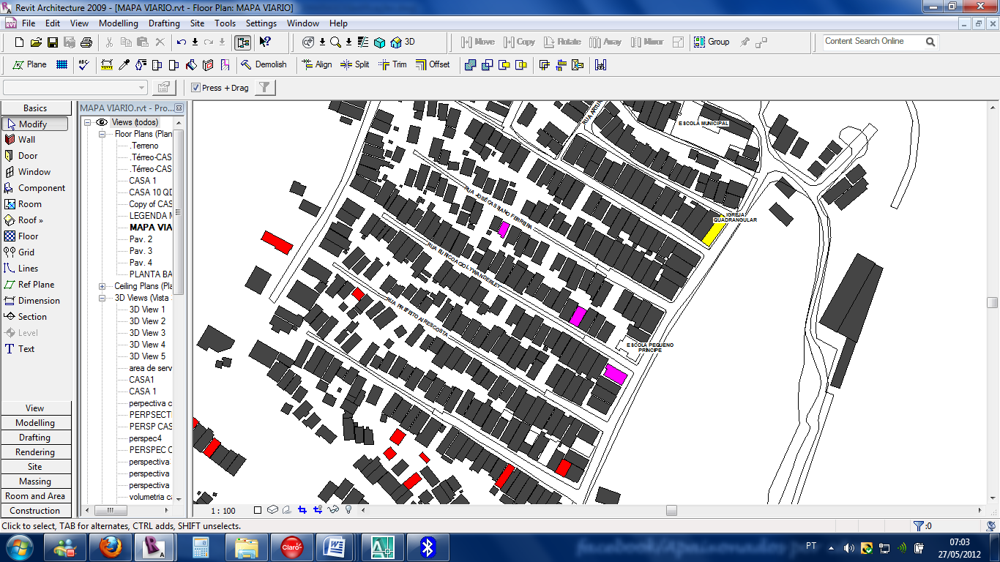 Revit Architecture 2009 - [MAPA VIARIO.rvt - Floor Plan: MAPA VIARIO]
File Edit View Modelling Drafting Site Tools Settings Window Help
3D Move Copy Rotate Array Mirror Group Content Search Online
Plane Demolish Align Split Trim Offset
Press + Drag
Basics
Modify
Wall
Door
Window
Component
Room
Roof »
Floor
Grid
Lines
Ref Plane
Dimension
Section
Level
Text
View
Modelling
Drafting
Rendering
Site
Massing
Room and Area
Construction
MAPA VIARIO.rvt - Pro...
Views (todos)
Floor Plans (Plan
.Terreno
.Térreo-CAS
.Térreo-CAS
CASA 1
CASA 10 QD
Copy of CAS
LEGENDA M
MAPA VIA
Pav. 2
Pav. 3
Pav. 4
PLANTA BA
Ceiling Plans (Pla
3D Views (Vista
3D View 1
3D View 2
3D View 3
3D View 4
3D View 5
area de serv
CASA1
CASA 1
perpectiva c
PERPSECTI
PERSP CAS
perspec4
PERSPEC C
perspectiva
perspectiva
perspectiva
volumetria ca
ESCOLA MUNICIPAL
IGREJA
QUADRANGULAR
RUA JOSÉ CASSIANO FERREIRA
ESCOLA PEQUENO
PRINCIPE
1 : 100
Click to select, TAB for alternates, CTRL adds, SHIFT unselects.
:0
Claro
PT
07:03
27/05/2012